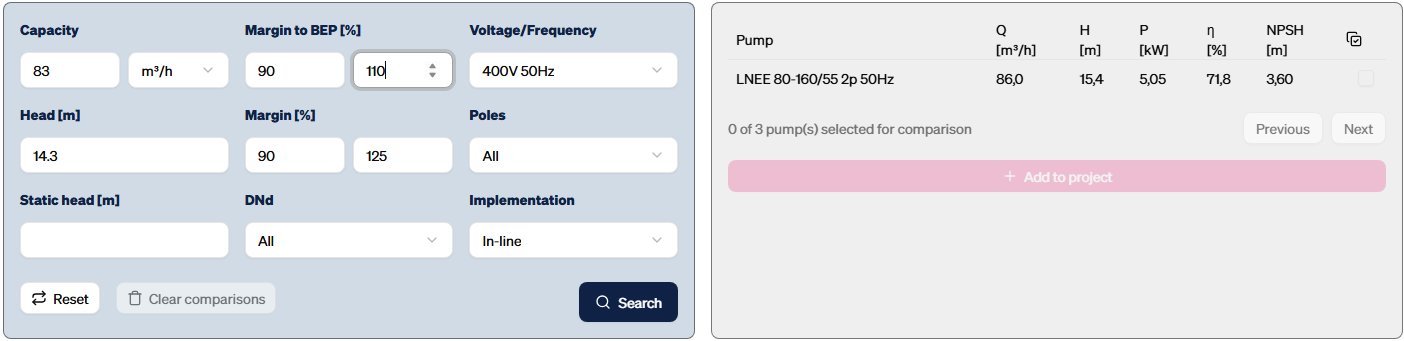 Capacity Margin to BEP [%] Voltage/Frequency
83 m³/h 90 110 400V 50Hz
Head [m] Margin [%] Poles
14.3 90 125 All
Static head [m] DNd Implementation
All In-line
Reset Clear comparisons Search
Pump Q [m³/h] H [m] P [kW] η [%] NPSH [m]
LNEE 80-160/55 2p 50Hz 86,0 15,4 5,05 71,8 3,60
0 of 3 pump(s) selected for comparison Previous Next
+ Add to project